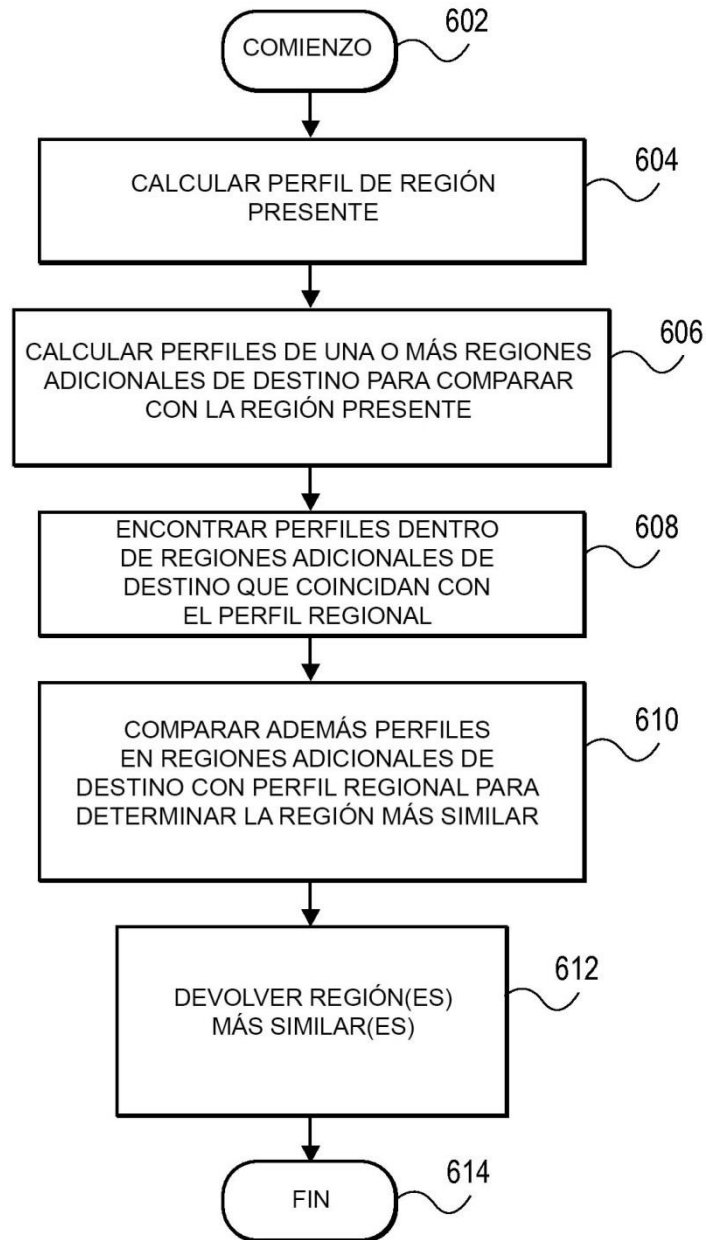 COMIENZO
602
CALCULAR PERFIL DE REGIÓN
PRESENTE
604
CALCULAR PERFILES DE UNA O MÁS REGIONES
ADICIONALES DE DESTINO PARA COMPARAR
CON LA REGIÓN PRESENTE
606
ENCONTRAR PERFILES DENTRO
DE REGIONES ADICIONALES DE
DESTINO QUE COINCIDAN CON
EL PERFIL REGIONAL
608
COMPARAR ADEMÁS PERFILES
EN REGIONES ADICIONALES DE
DESTINO CON PERFIL REGIONAL PARA
DETERMINAR LA REGIÓN MÁS SIMILAR
610
DEVOLVER REGIÓN(ES)
MÁS SIMILAR(ES)
612
FIN
614